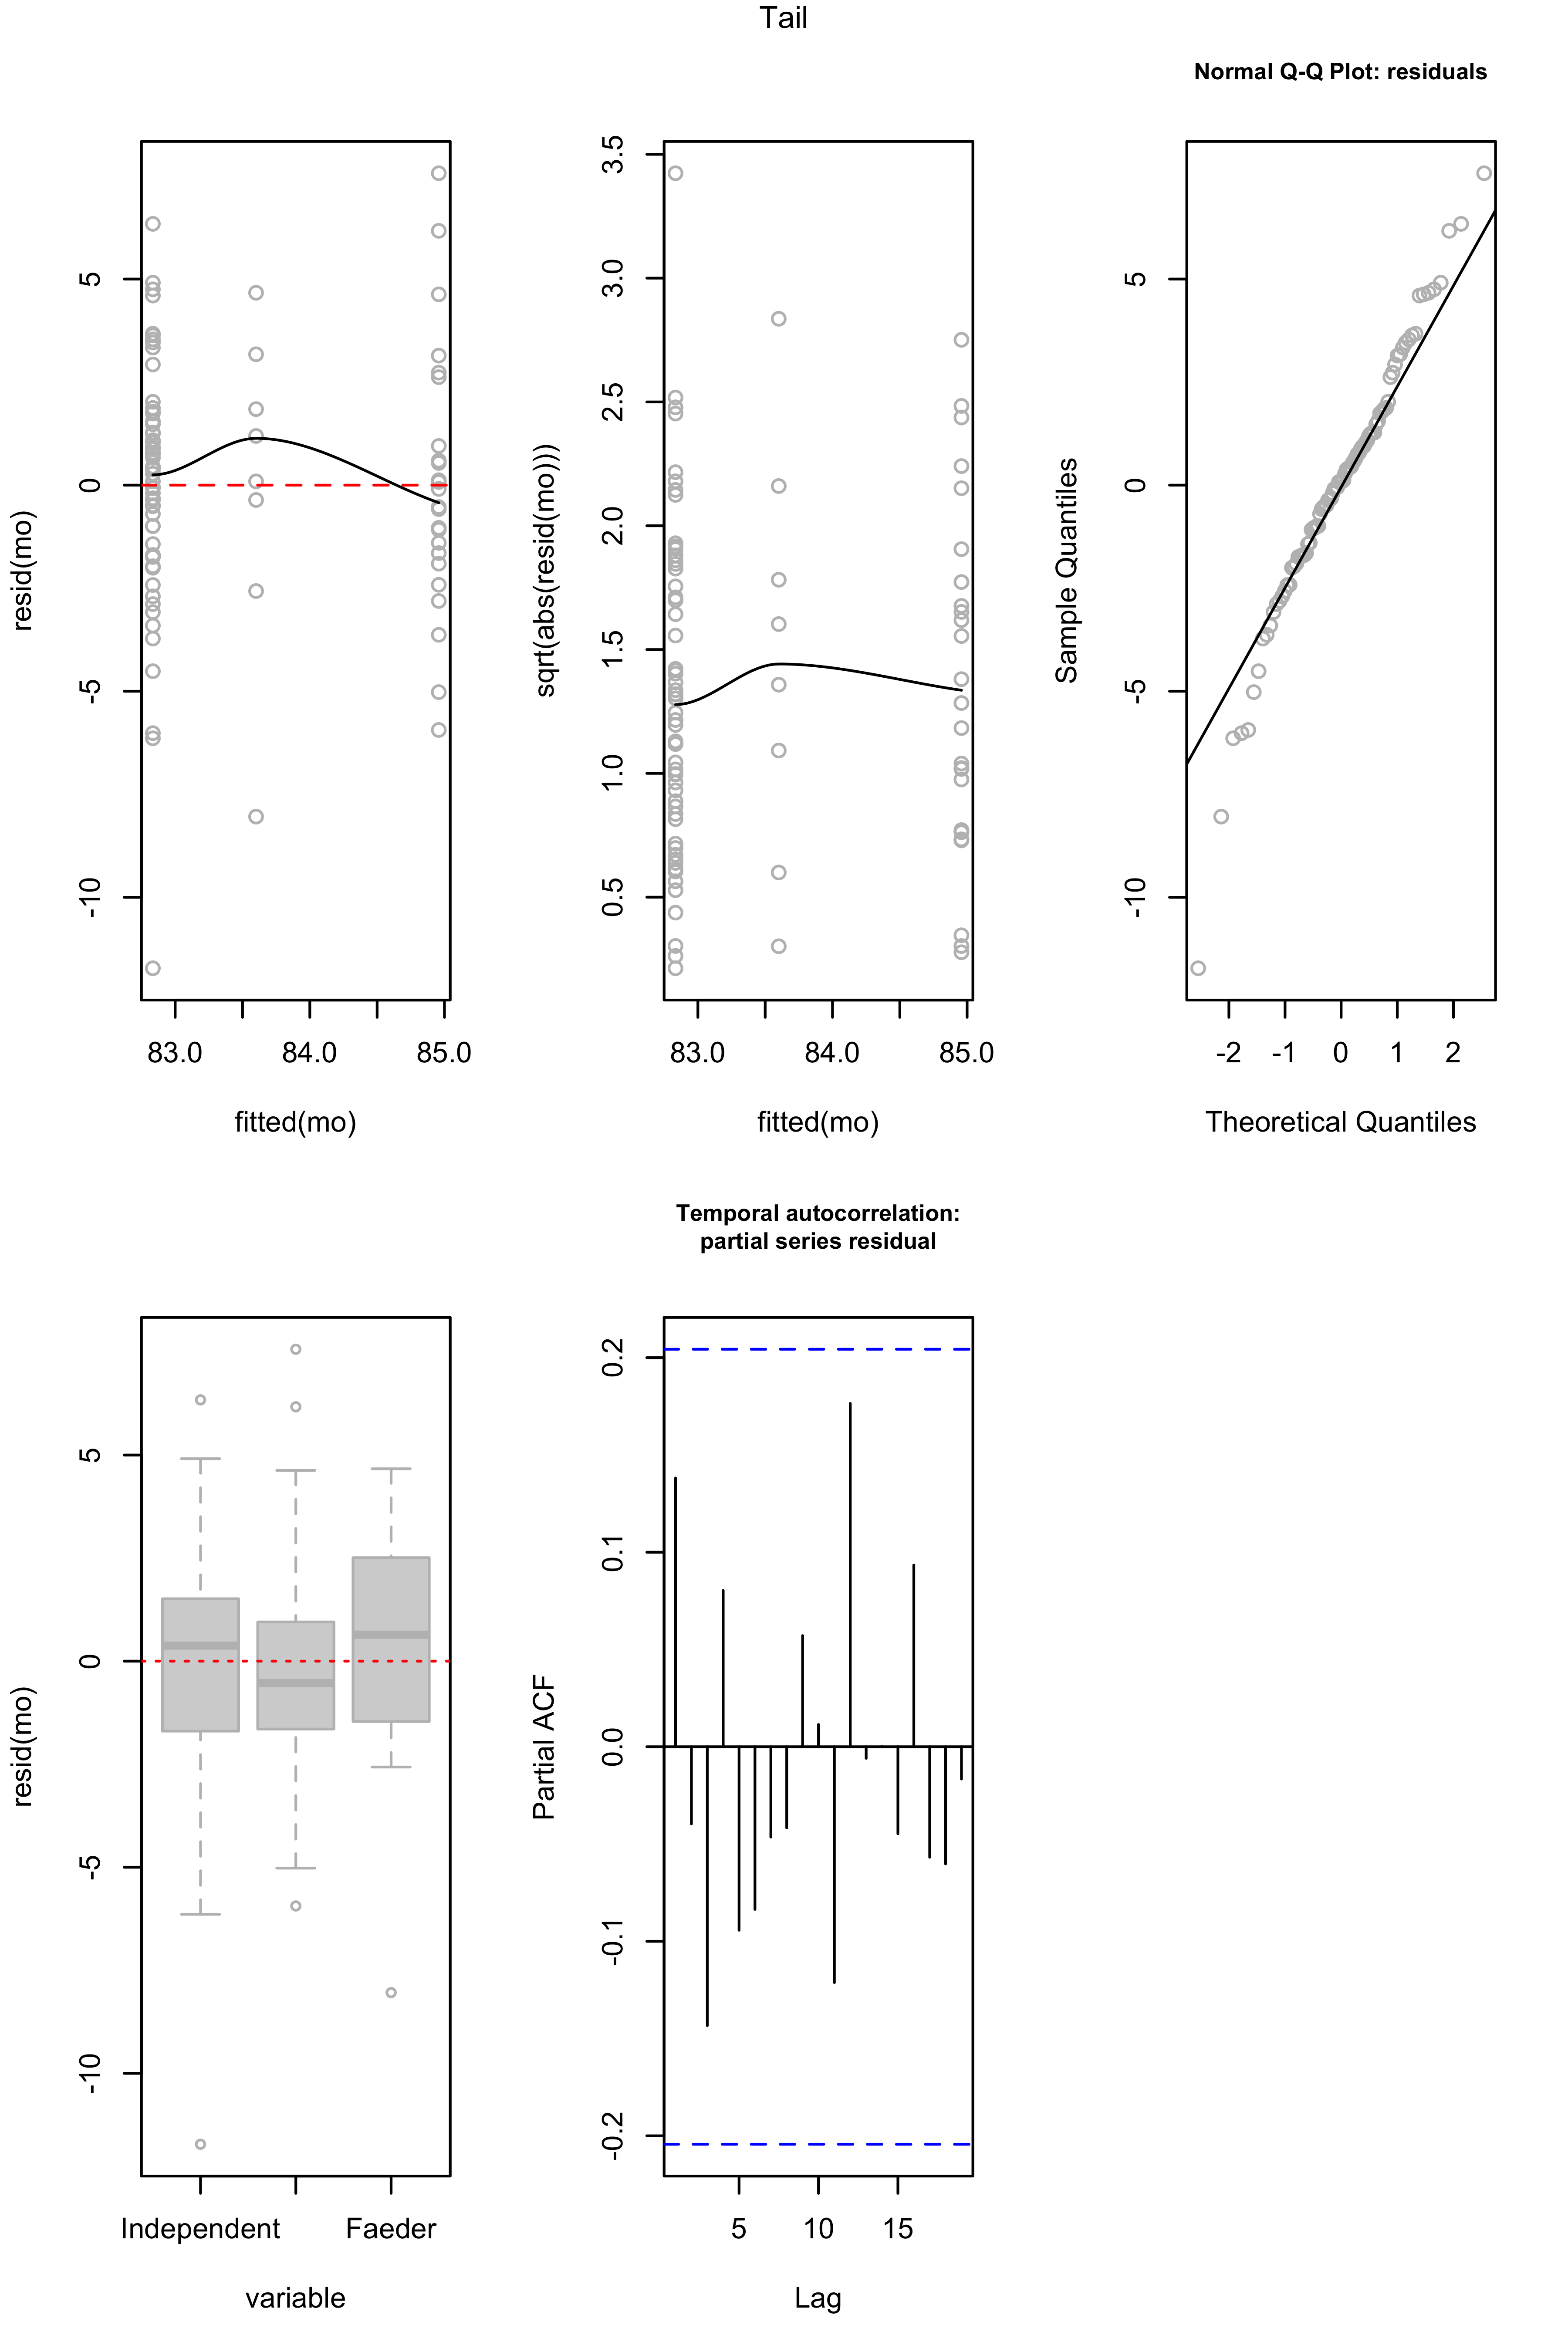 Tail
resid(mo)
5
0
-5
-10
83.0 84.0 85.0
fitted(mo)
sqrt(abs(resid(mo)))
3.5
3.0
2.5
2.0
1.5
1.0
0.5
83.0 84.0 85.0
fitted(mo)
Normal Q-Q Plot: residuals
Sample Quantiles
5
0
-5
-10
-2 -1 0 1 2
Theoretical Quantiles
resid(mo)
5
0
-5
-10
Independent Faeder
variable
Temporal autocorrelation:
partial series residual
Partial ACF
0.2
0.1
0.0
-0.1
-0.2
5 10 15
Lag